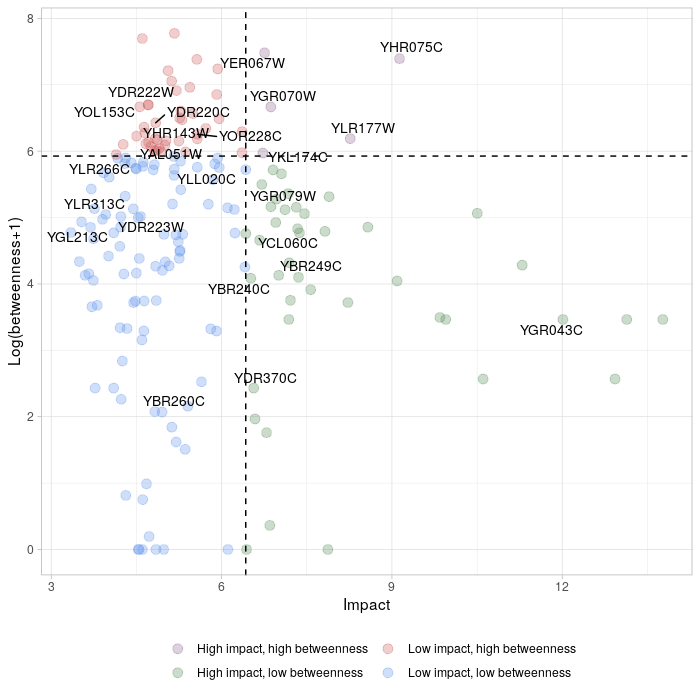 8
YHR075C
YER067W
YDR222W
YGR070W
YOL153C
YDR220C
YHR143W
YOR228C
YLR177W
6
YAL051W
YKL174C
YLR266C
YLL020C
YLR313C
YGR079W
YDR223W
YGL213C
YCL060C
YBR249C
4
YBR240C
YGR043C
YDR370C
2
YBR260C
0
Log(betweenness+1)
3
6
9
12
Impact
High impact, high betweenness
Low impact, high betweenness
High impact, low betweenness
Low impact, low betweenness